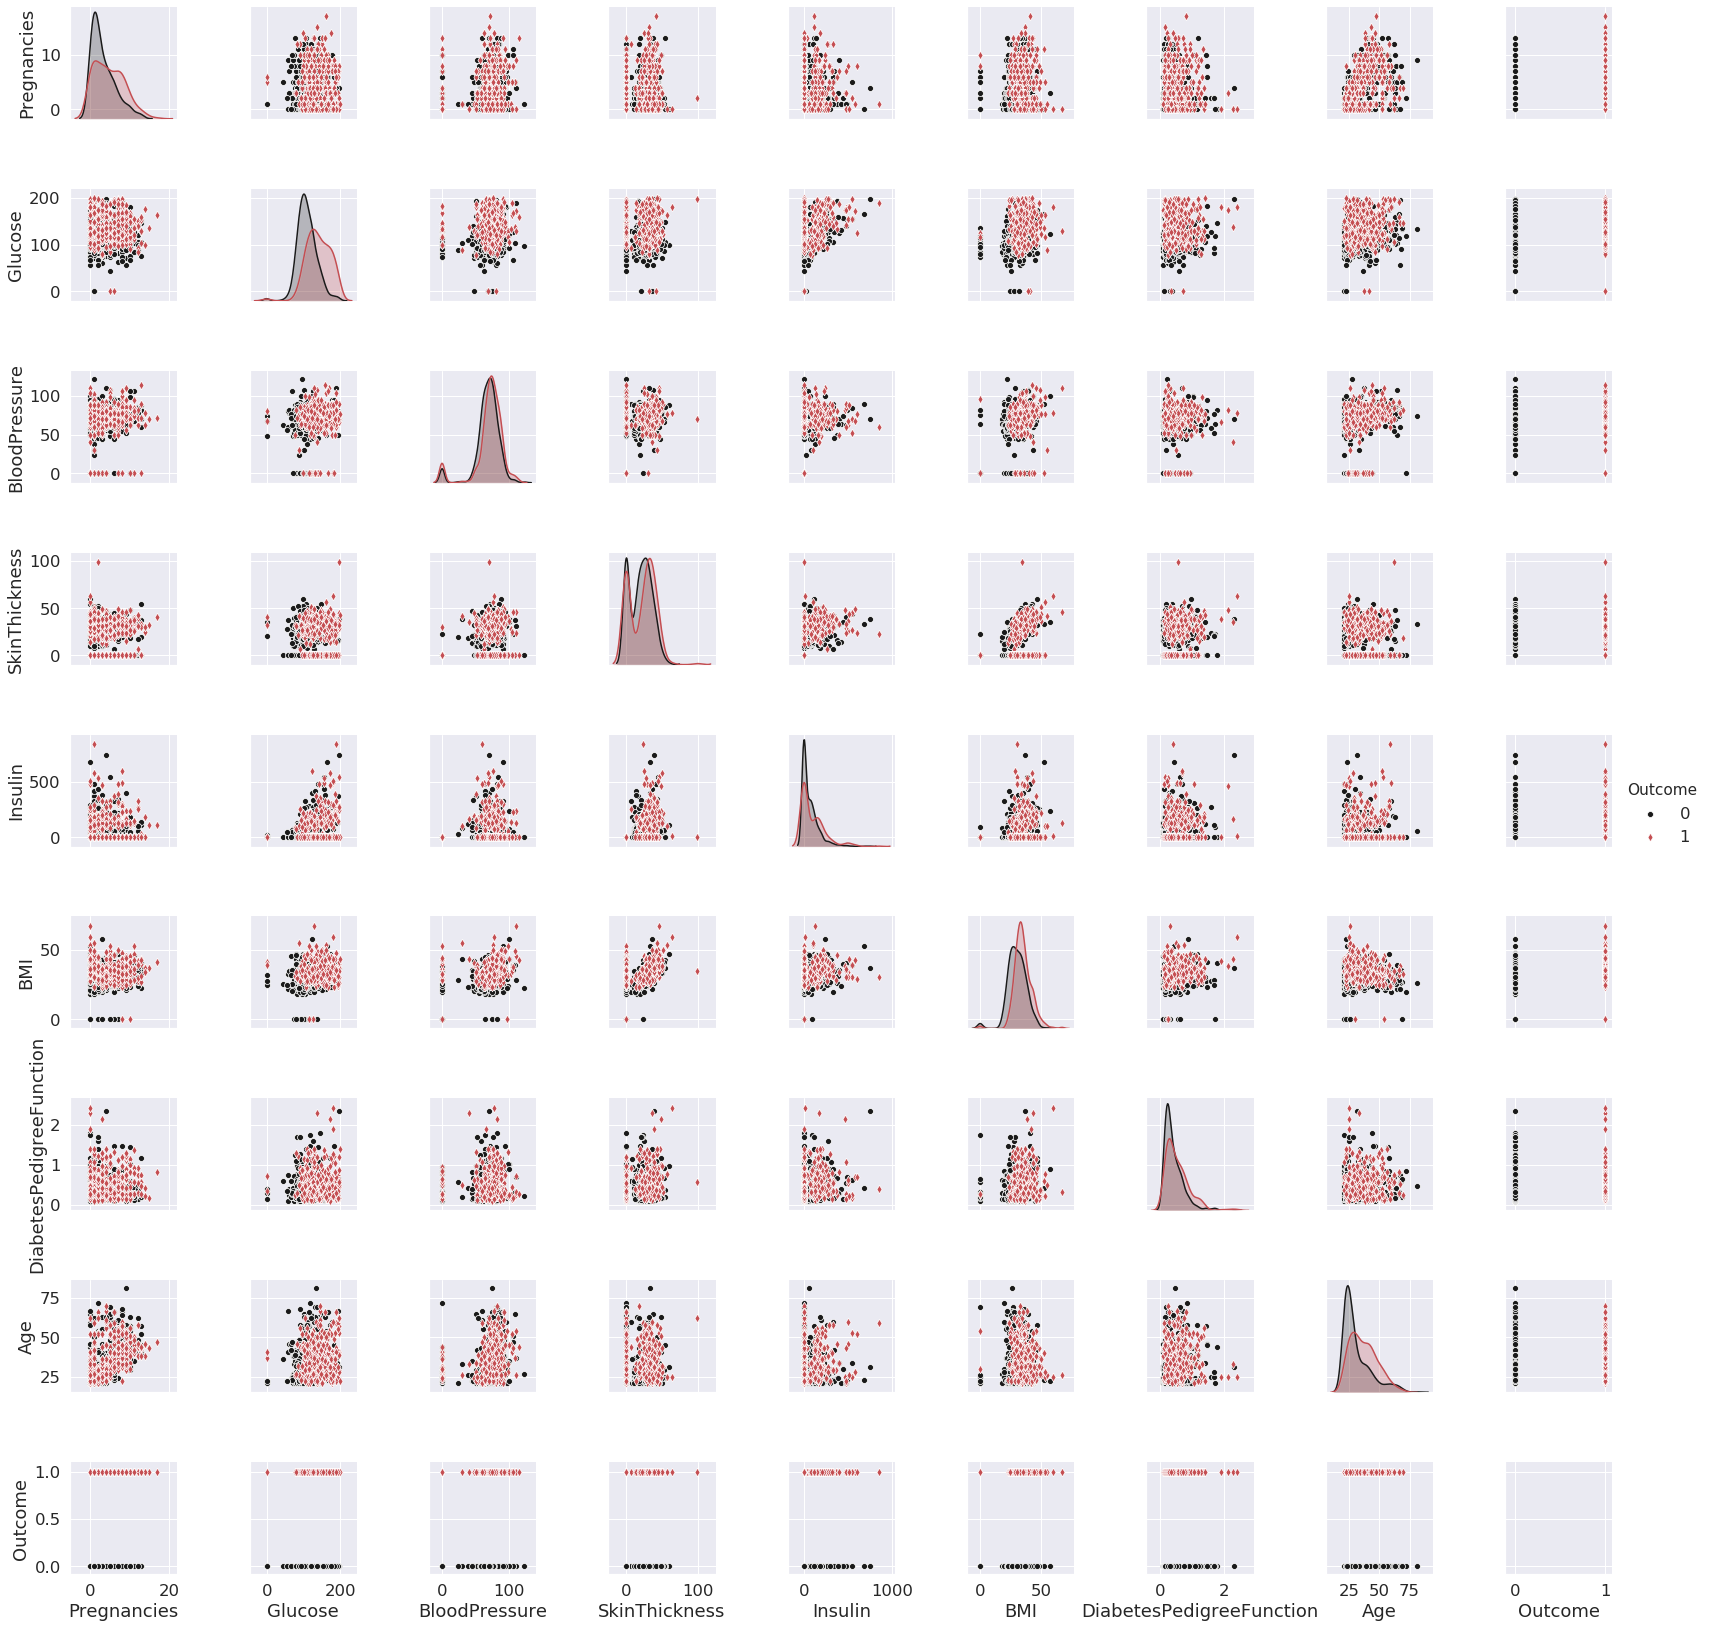 Pregnancies
10
0
Glucose
200
100
0
BloodPressure
100
50
0
SkinThickness
100
50
0
Insulin
500
0
Outcome
0
1
BMI
50
0
DiabetesPedigreeFunction
2
1
0
Age
75
50
25
Outcome
1.0
0.5
0.0
0 20 0 200 0 100 0 100 0 1000 0 50 0 2 25 50 75 0 1
Pregnancies Glucose BloodPressure SkinThickness Insulin BMI DiabetesPedigreeFunction Age Outcome